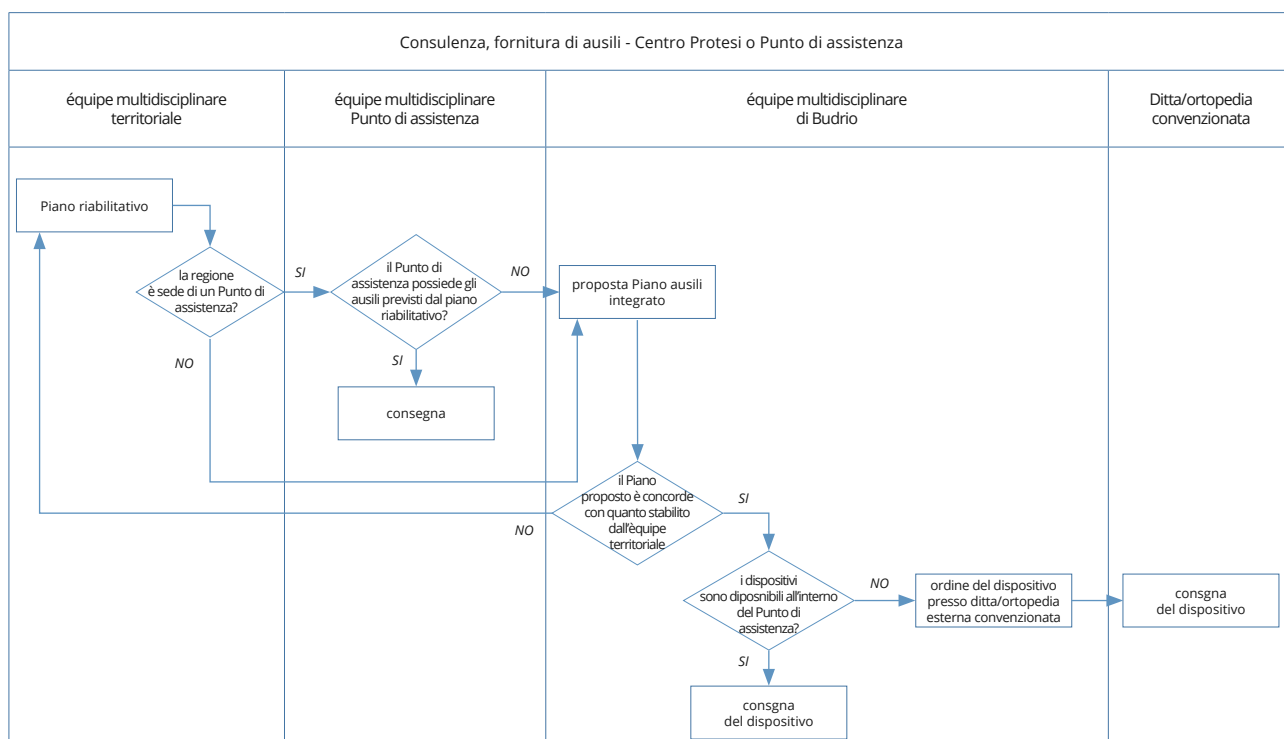 Consulenza, fornitura di ausili - Centro Protesi o Punto di assistenza
équipe multidisciplinare
territoriale
équipe multidisciplinare
Punto di assistenza
équipe multidisciplinare
di Budrio
Ditta/ortopedia
convenzionata
Piano riabilitativo
la regione
è sede di un Punto di
assistenza?
SI
NO
il Punto di
assistenza possiede gli
ausili previsti dal piano
riabilitativo?
NO
SI
consegna
proposta Piano ausili
integrato
il Piano
proposto è concorde
con quanto stabilito
dall'èquipe
territoriale
SI
NO
i dispositivi
sono diponibili all'interno
del Punto di
assistenza?
NO
SI
ordine del dispositivo
presso ditta/ortopedia
esterna convenzionata
consgna
del dispositivo
consgna
del dispositivo